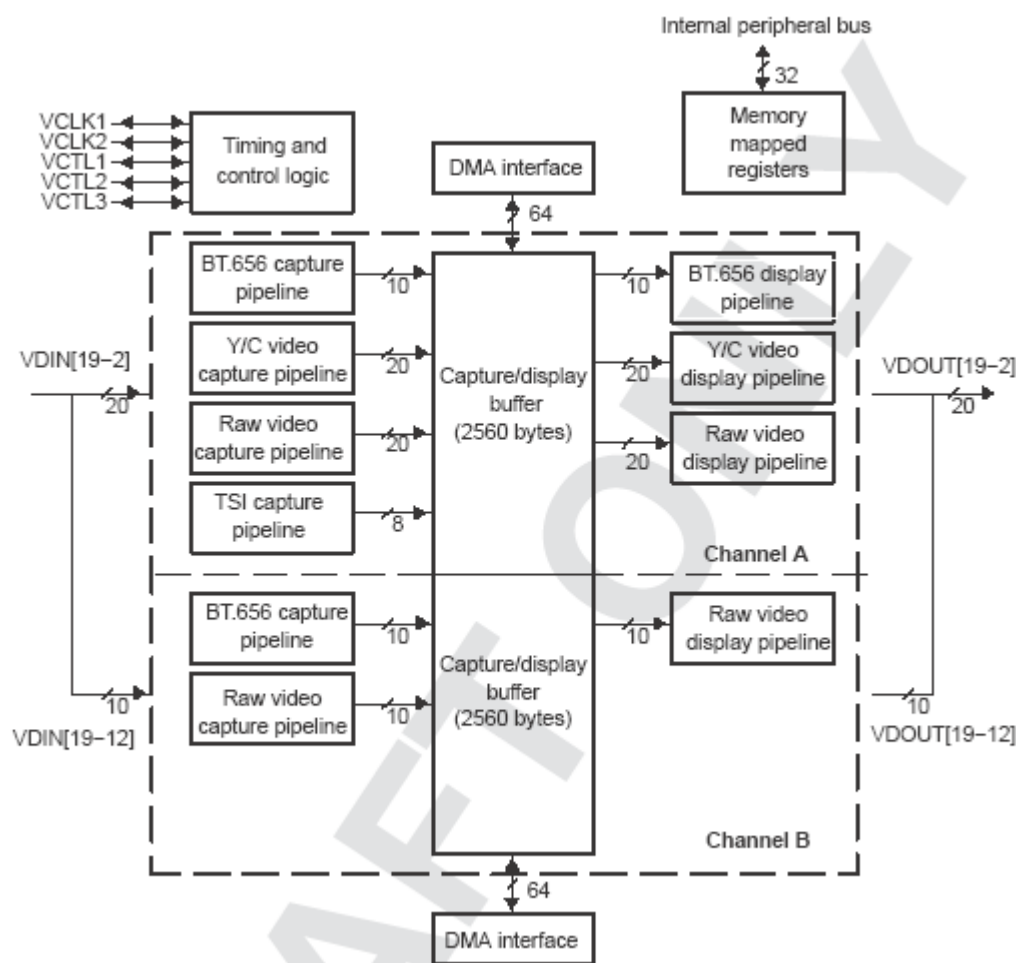 Internal peripheral bus
32
VCLK1
VCLK2
VCTL1
VCTL2
VCTL3
Timing and
control logic
DMA interface
64
Memory
mapped
registers
VDIN[19–2]
20
BT.656 capture
pipeline
10
Y/C video
capture pipeline
20
Raw video
capture pipeline
20
TSI capture
pipeline
8
Capture/display
buffer
(2560 bytes)
10
BT.656 display
pipeline
20
Y/C video
display pipeline
20
Raw video
display pipeline
VDOUT[19–2]
20
Channel A
BT.656 capture
pipeline
10
Raw video
capture pipeline
10
10
VDIN[19–12]
Capture/display
buffer
(2560 bytes)
10
Raw video
display pipeline
10
VDOUT[19–12]
Channel B
64
DMA interface
AFT ONLY